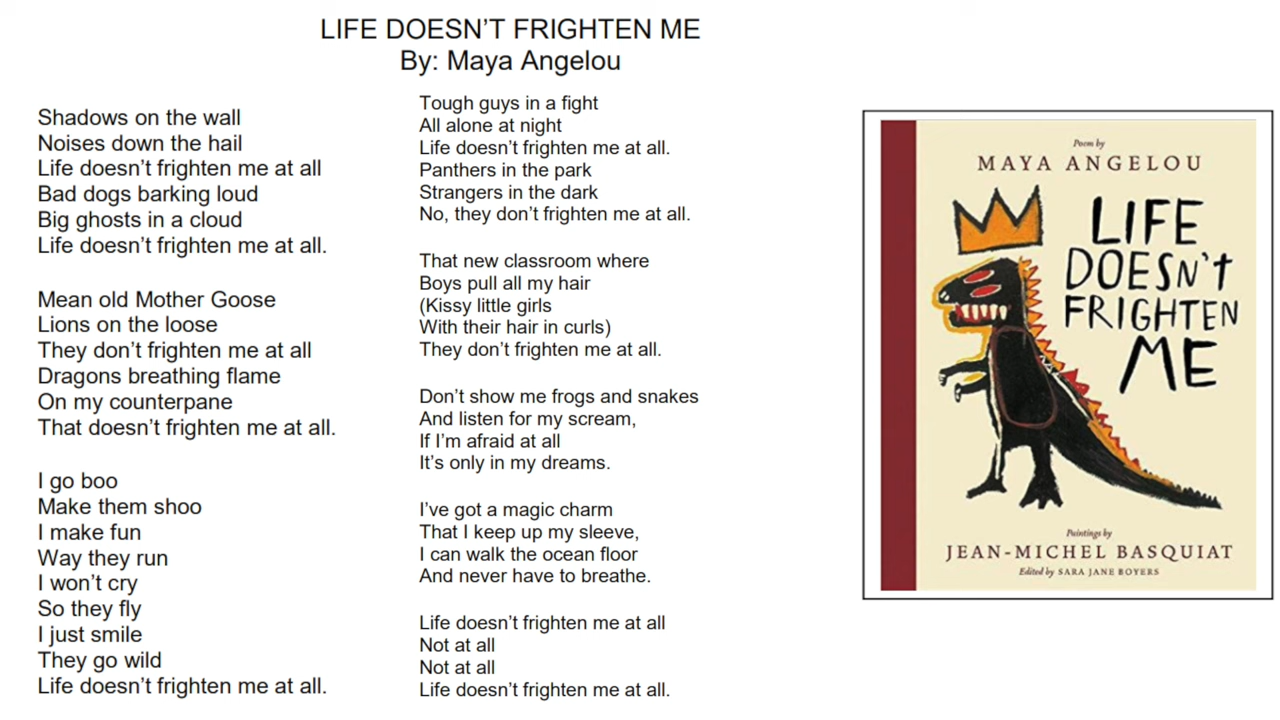 LIFE DOESN'T FRIGHTEN ME
By: Maya Angelou
Shadows on the wall
Noises down the hail
Life doesn't frighten me at all
Bad dogs barking loud
Big ghosts in a cloud
Life doesn't frighten me at all.
Mean old Mother Goose
Lions on the loose
They don't frighten me at all
Dragons breathing flame
On my counterpane
That doesn't frighten me at all.
I go boo
Make them shoo
I make fun
Way they run
I won't cry
So they fly
I just smile
They go wild
Life doesn't frighten me at all.
Tough guys in a fight
All alone at night
Life doesn't frighten me at all.
Panthers in the park
Strangers in the dark
No, they don't frighten me at all.
That new classroom where
Boys pull all my hair
(Kissy little girls
With their hair in curls)
They don't frighten me at all.
Don't show me frogs and snakes
And listen for my scream,
If I'm afraid at all
It's only in my dreams.
I've got a magic charm
That I keep up my sleeve,
I can walk the ocean floor
And never have to breathe.
Life doesn't frighten me at all
Not at all
Not at all
Life doesn't frighten me at all.
Poem by
MAYA ANGELOU
LIFE
DOESN'T
FRIGHTEN
ME
Paintings by
JEAN-MICHEL BASQUIAT
Edited by SARA JANE BOYERS